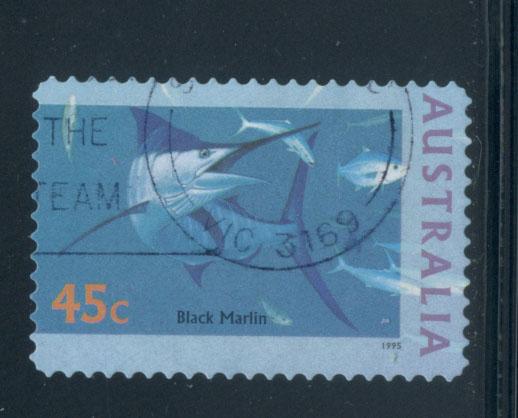 THE
TEAM
VIC 3169
AUSTRALIA
45c
Black Marlin
1995